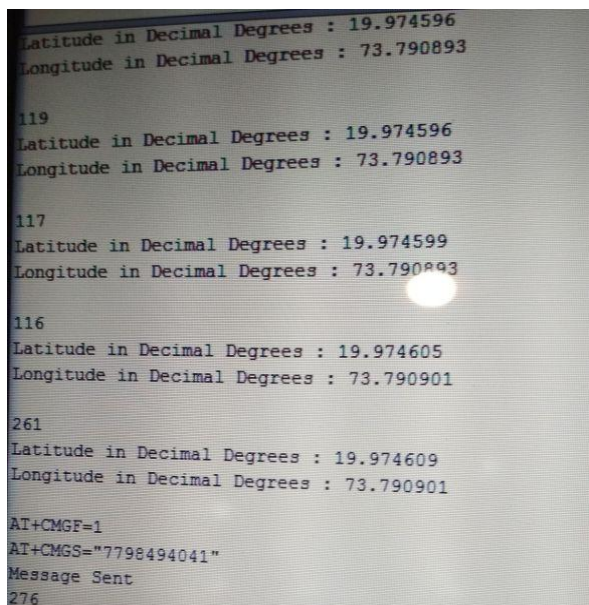 Latitude in Decimal Degrees : 19.974596
Longitude in Decimal Degrees : 73.790893
119
Latitude in Decimal Degrees : 19.974596
Longitude in Decimal Degrees : 73.790893
117
Latitude in Decimal Degrees : 19.974599
Longitude in Decimal Degrees : 73.790893
116
Latitude in Decimal Degrees : 19.974605
Longitude in Decimal Degrees : 73.790901
261
Latitude in Decimal Degrees : 19.974609
Longitude in Decimal Degrees : 73.790901
AT+CMGF=1
AT+CMGS="7798494041"
Message Sent
276